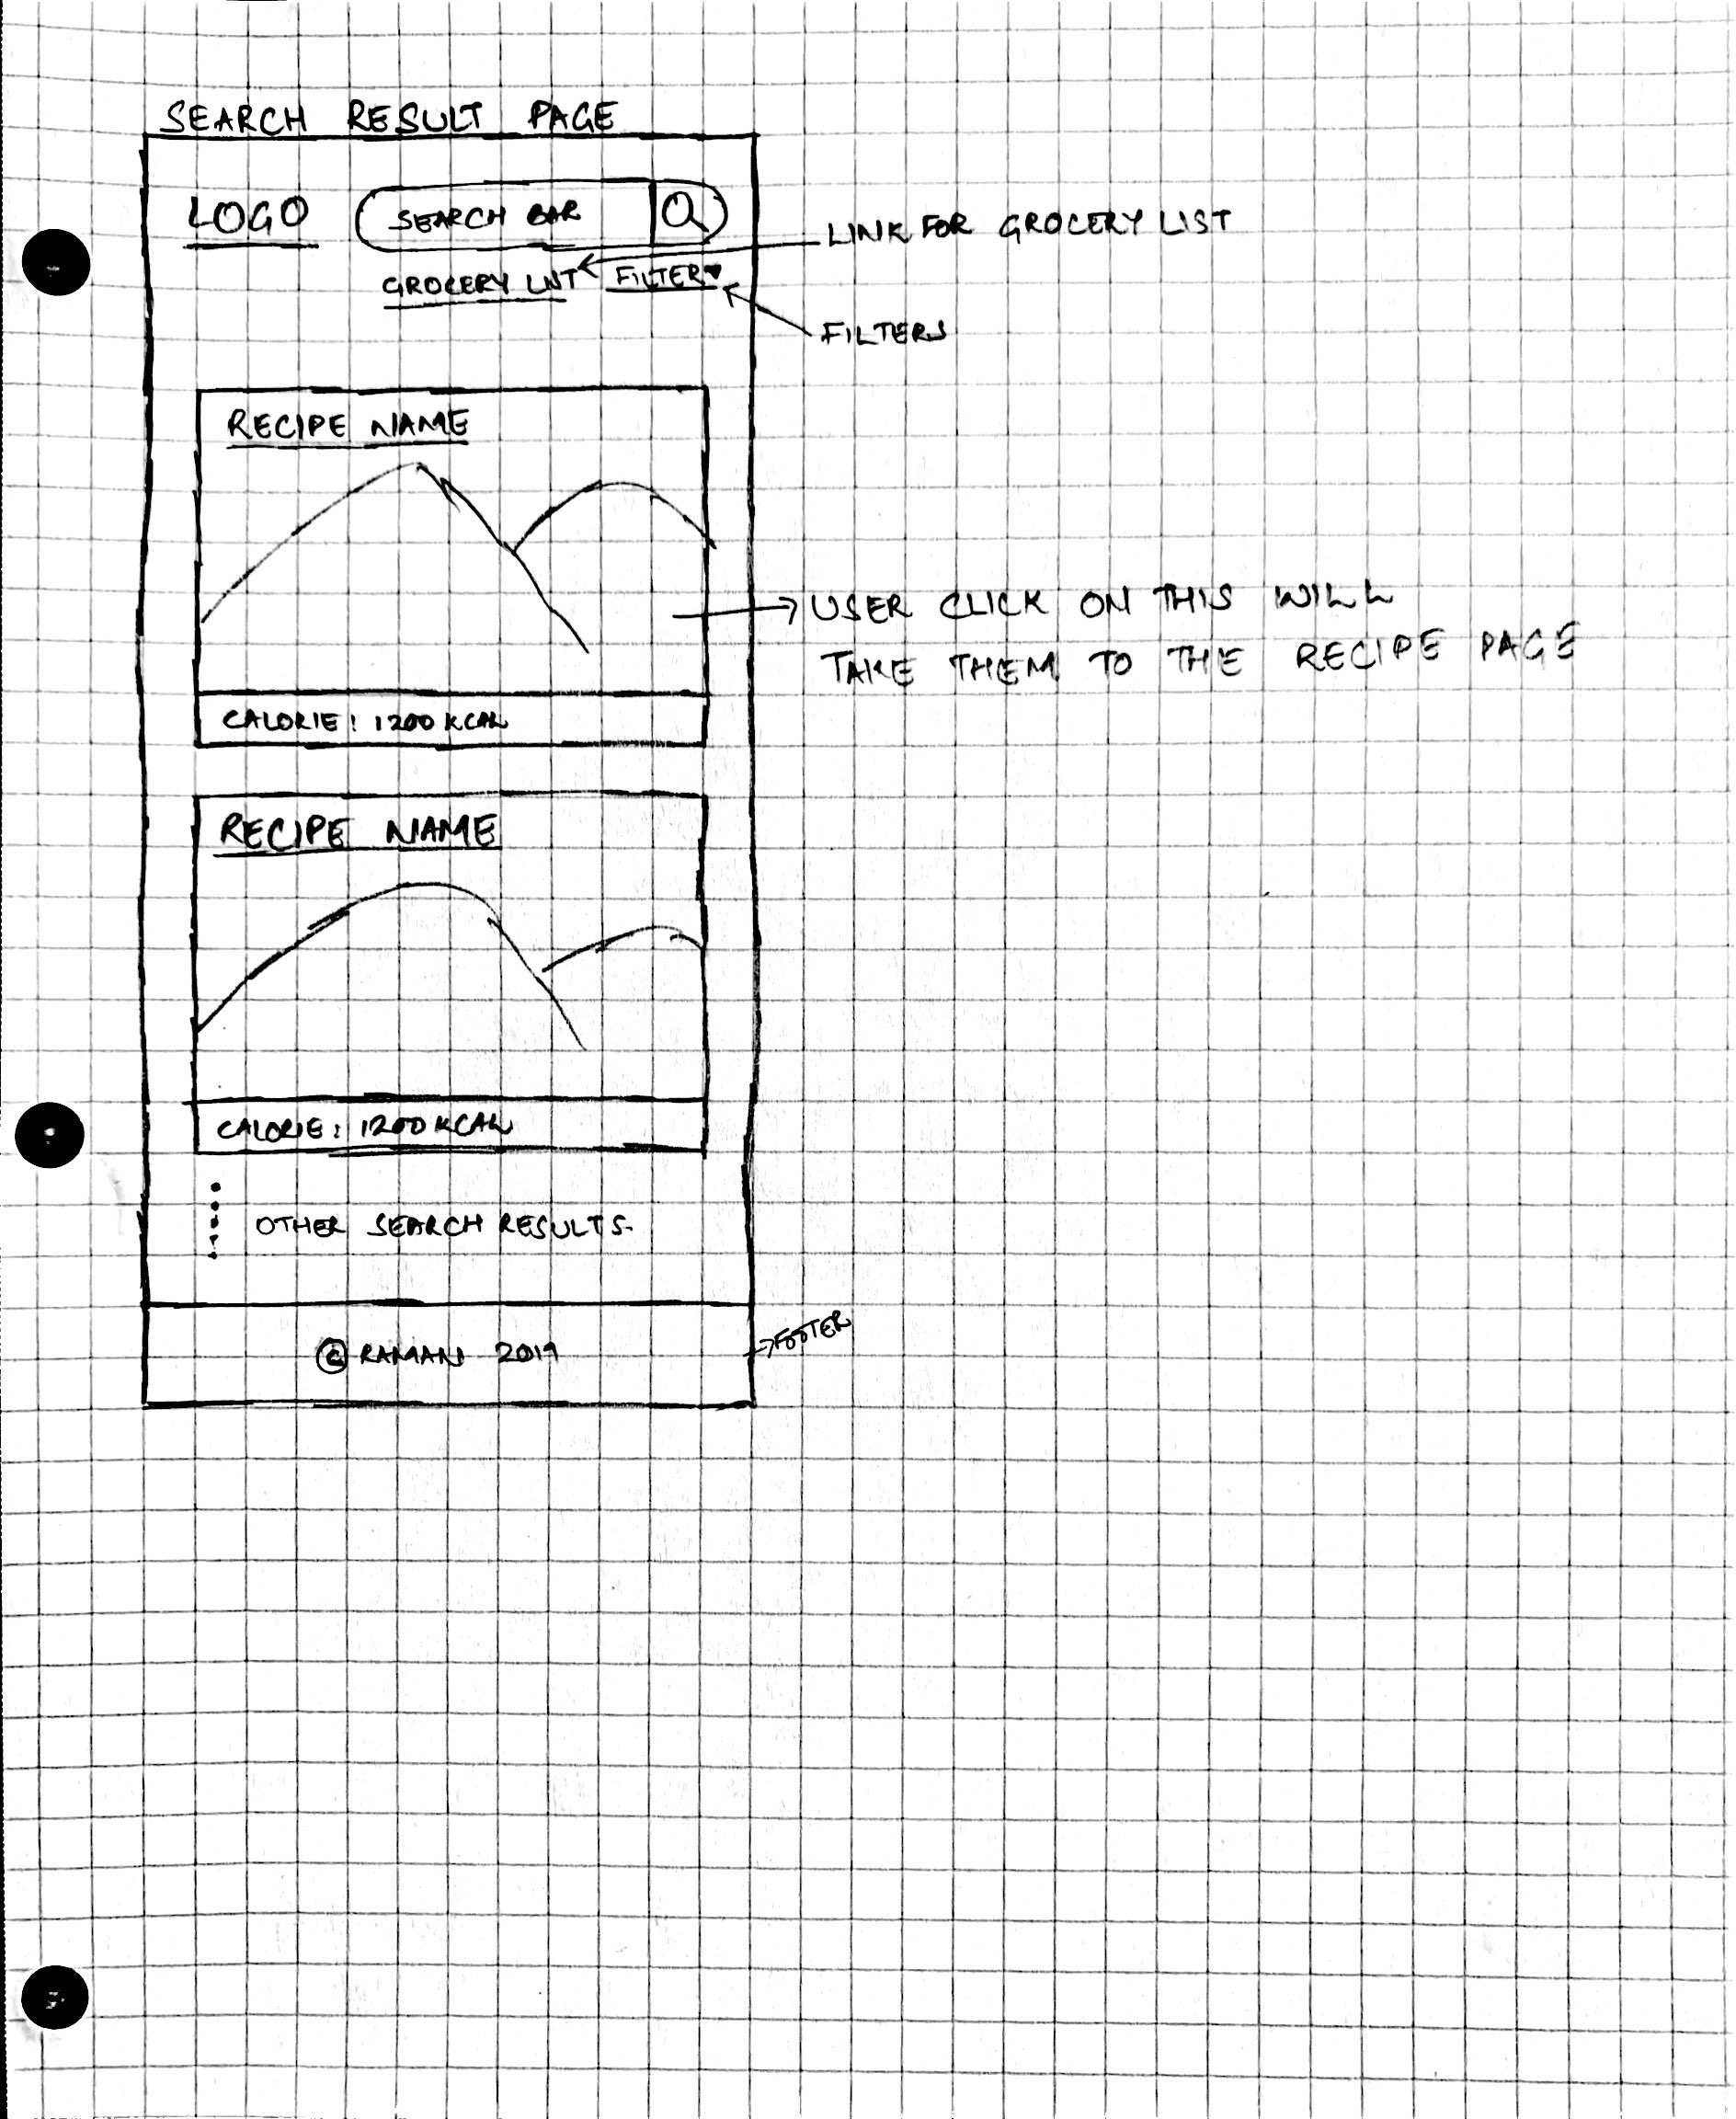 SEARCH RESULT PAGE
LOGO SEARCH BAR
LINK FOR GROCERY LIST
GROCERY LIST FILTER
FILTERS
RECIPE NAME
USER CLICK ON THIS WILL
TAKE THEM TO THE RECIPE PAGE
CALORIE: 1200 KCAL
RECIPE NAME
CALORIE: 1200 KCAL
OTHER SEARCH RESULTS.
© RAMAN 2019
FOOTER